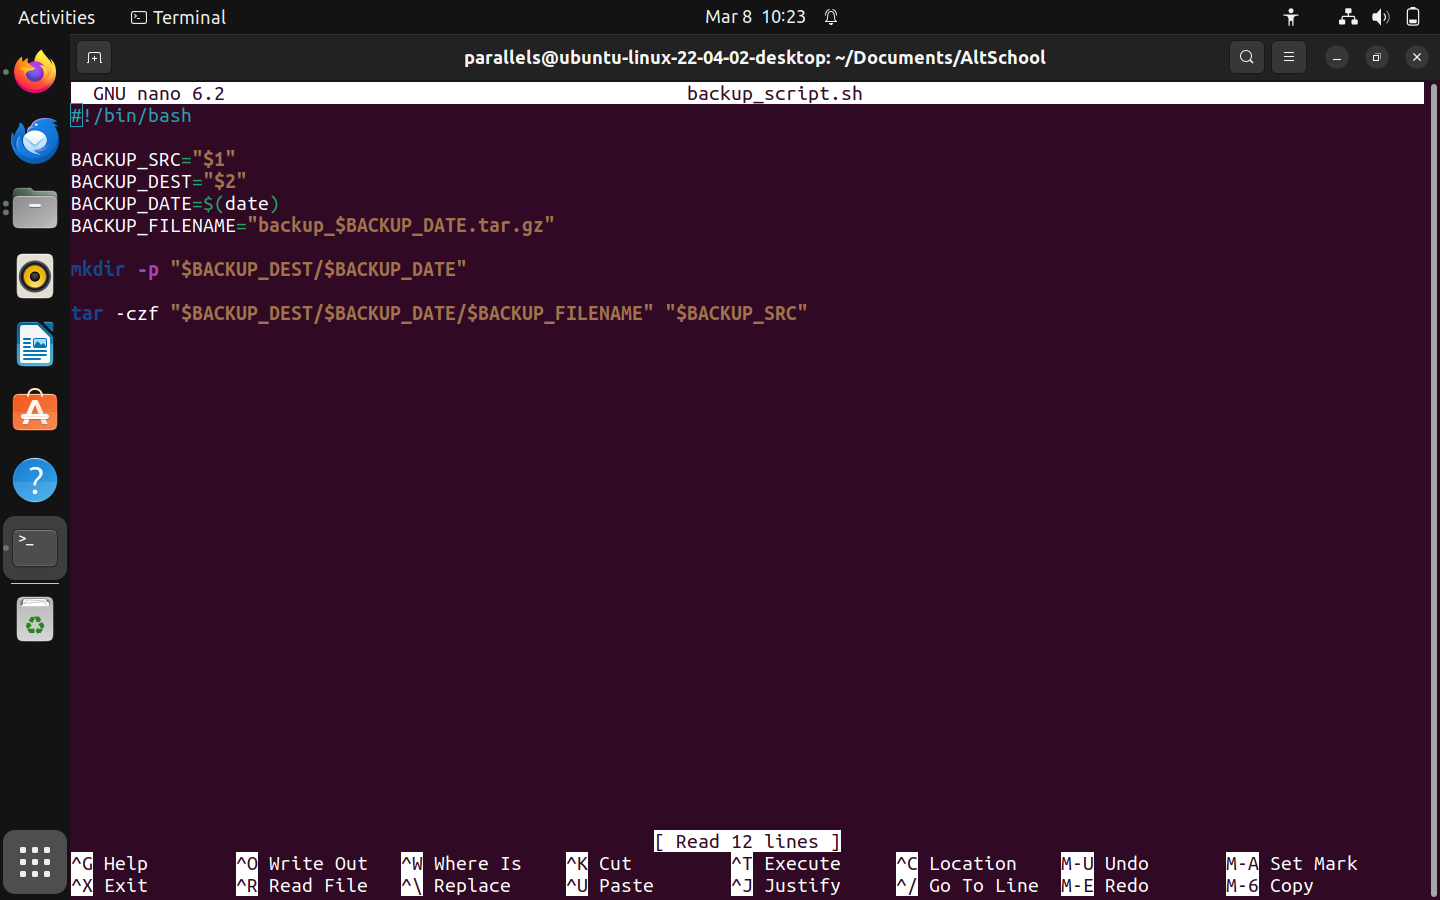 Activities Terminal Mar 8 10:23
parallels@ubuntu-linux-22-04-02-desktop: ~/Documents/AltSchool
GNU nano 6.2 backup_script.sh
#!/bin/bash
BACKUP_SRC="$1"
BACKUP_DEST="$2"
BACKUP_DATE=$(date)
BACKUP_FILENAME="backup_$BACKUP_DATE.tar.gz"
mkdir -p "$BACKUP_DEST/$BACKUP_DATE"
tar -czf "$BACKUP_DEST/$BACKUP_DATE/$BACKUP_FILENAME" "$BACKUP_SRC"
[ Read 12 lines ]
^G Help ^O Write Out ^W Where Is ^K Cut ^T Execute ^C Location M-U Undo M-A Set Mark
^X Exit ^R Read File ^\ Replace ^U Paste ^J Justify ^/ Go To Line M-E Redo M-6 Copy